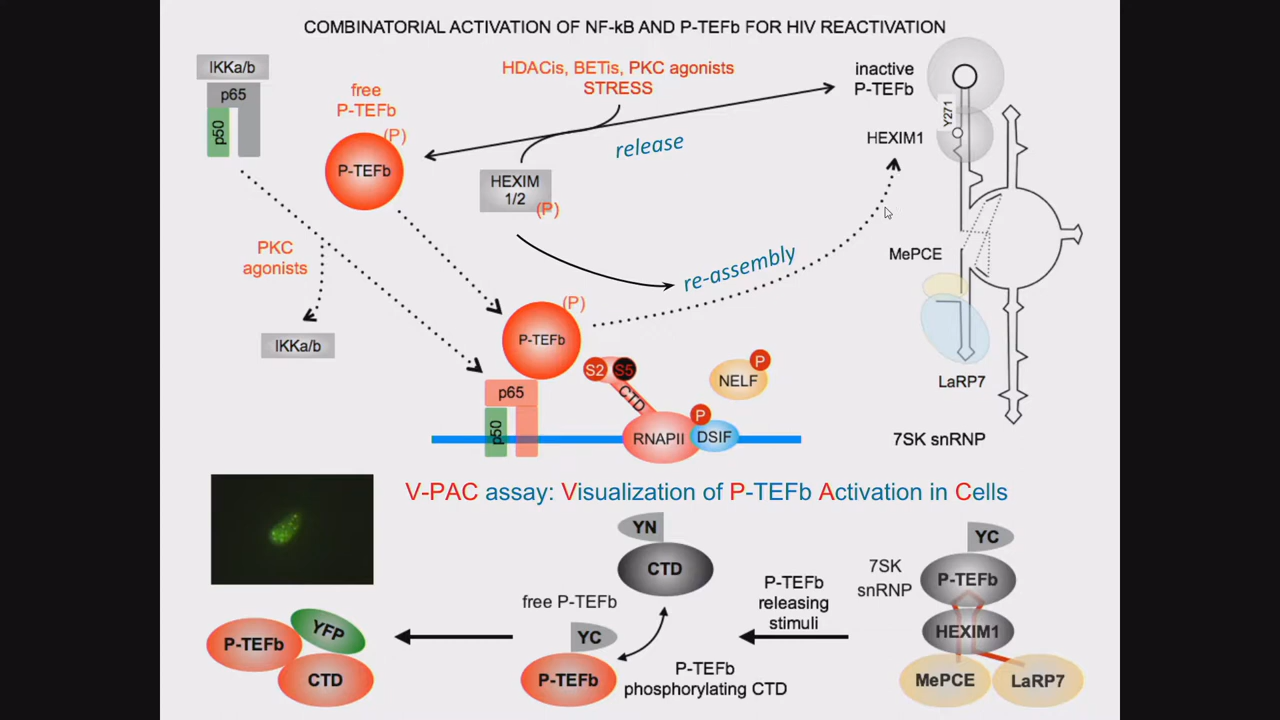 COMBINATORIAL ACTIVATION OF NF-kB AND P-TEFb FOR HIV REACTIVATION
IKKa/b
p65
p50
free
P-TEFb
(P)
P-TEFb
HDACis, BETis, PKC agonists
STRESS
release
HEXIM
1/2
(P)
inactive
P-TEFb
Y271
HEXIM1
MePCE
LaRP7
7SK snRNP
PKC
agonists
IKKa/b
re-assembly
(P)
P-TEFb
p65
p50
S2
S5
CTD
RNAPII
P
DSIF
P
NELF
V-PAC assay: Visualization of P-TEFb Activation in Cells
YN
CTD
free P-TEFb
YC
P-TEFb
P-TEFb
phosphorylating CTD
P-TEFb
releasing
stimuli
7SK
snRNP
YC
P-TEFb
HEXIM1
MePCE
LaRP7
P-TEFb
YFP
CTD